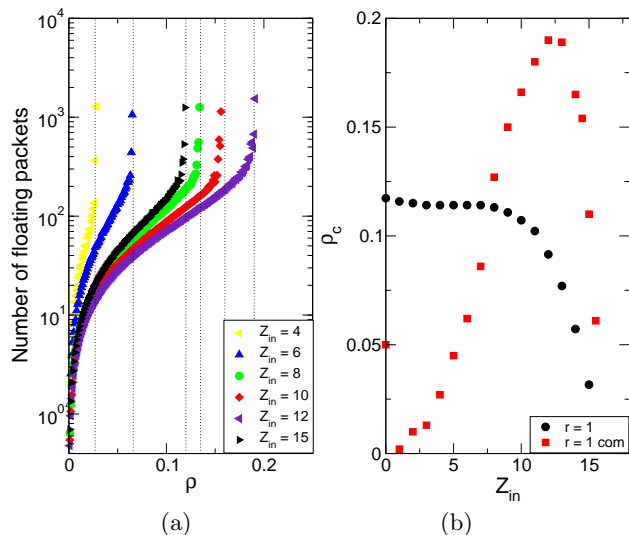 Number of floating packets
10^4
10^3
10^2
10^1
10^0
0
0.1
0.2
ρ
Z_in = 4
Z_in = 6
Z_in = 8
Z_in = 10
Z_in = 12
Z_in = 15
(a)
ρ_c
0.2
0.15
0.1
0.05
0
0
5
10
15
Z_in
r = 1
r = 1 com
(b)